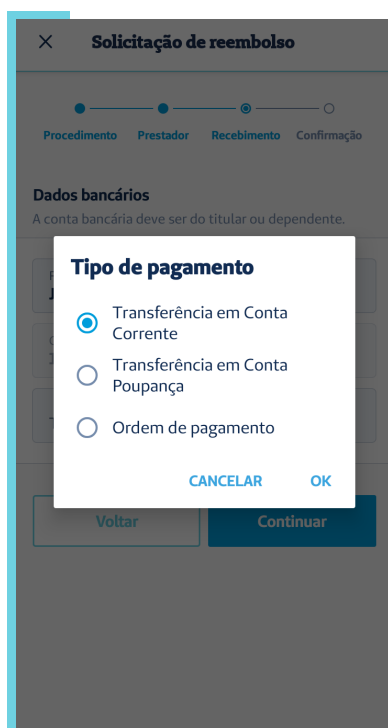 Solicitação de reembolso
Procedimento Prestador Recebimento Confirmação
Dados bancários
A conta bancária deve ser do titular ou dependente.
Tipo de pagamento
Transferência em Conta
Corrente
Transferência em Conta
Poupança
Ordem de pagamento
CANCELAR OK
Voltar Continuar